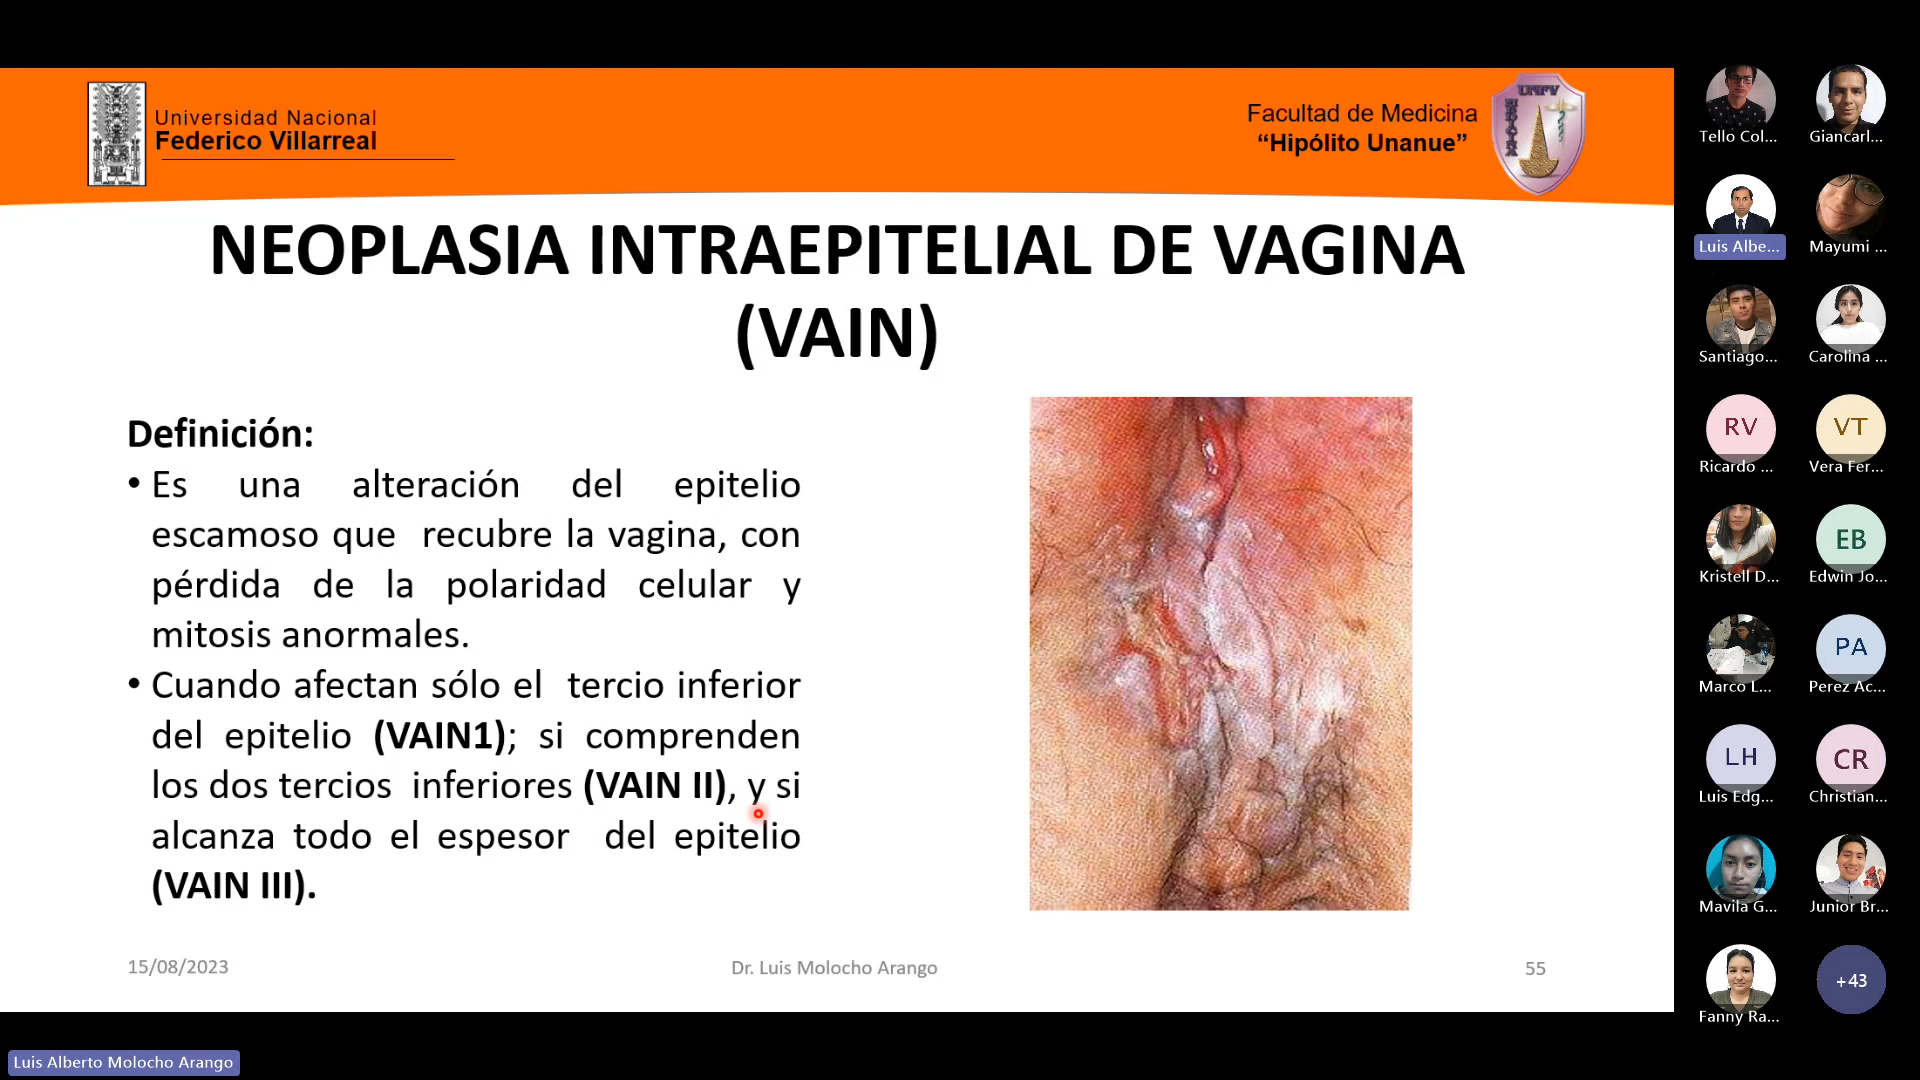 Universidad Nacional
Federico Villarreal
Facultad de Medicina
“Hipólito Unanue”
UNFV
NEOPLASIA INTRAEPITELIAL DE VAGINA
(VAIN)
Definición:
• Es una alteración del epitelio
escamoso que recubre la vagina, con
pérdida de la polaridad celular y
mitosis anormales.
• Cuando afectan sólo el tercio inferior
del epitelio (VAIN1); si comprenden
los dos tercios inferiores (VAIN II), y si
alcanza todo el espesor del epitelio
(VAIN III).
15/08/2023
Dr. Luis Molocho Arango
55
Tello Col...
Giancarl...
Luis Albe...
Mayumi ...
Santiago...
Carolina ...
RV
Ricardo ...
VT
Vera Fer...
Kristell D...
EB
Edwin Jo...
Marco L...
PA
Perez Ac...
LH
Luis Edg...
CR
Christian...
Mavila G...
Junior Br...
Fanny Ra...
+43
Luis Alberto Molocho Arango